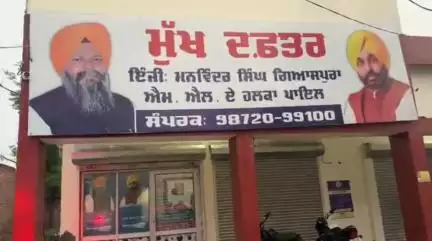 ਮੁੱਖ ਦਫ਼ਤਰ
ਇੰਜੀ: ਮਨਵਿੰਦਰ ਸਿੰਘ ਗਿਆਸਪੁਰਾ
ਐਮ. ਐਲ. ਏ ਹਲਕਾ ਪਾਇਲ
ਸੰਪਰਕ: 98720-99100